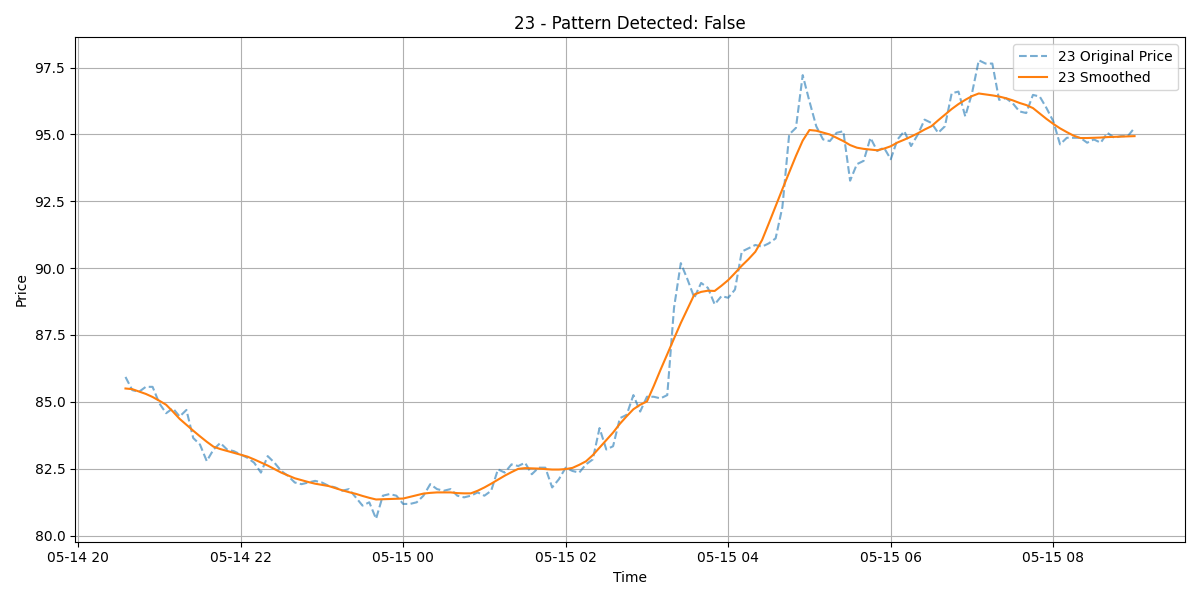 23 - Pattern Detected: False
23 Original Price
23 Smoothed
Price
97.5
95.0
92.5
90.0
87.5
85.0
82.5
80.0
05-14 20 05-14 22 05-15 00 05-15 02 05-15 04 05-15 06 05-15 08
Time